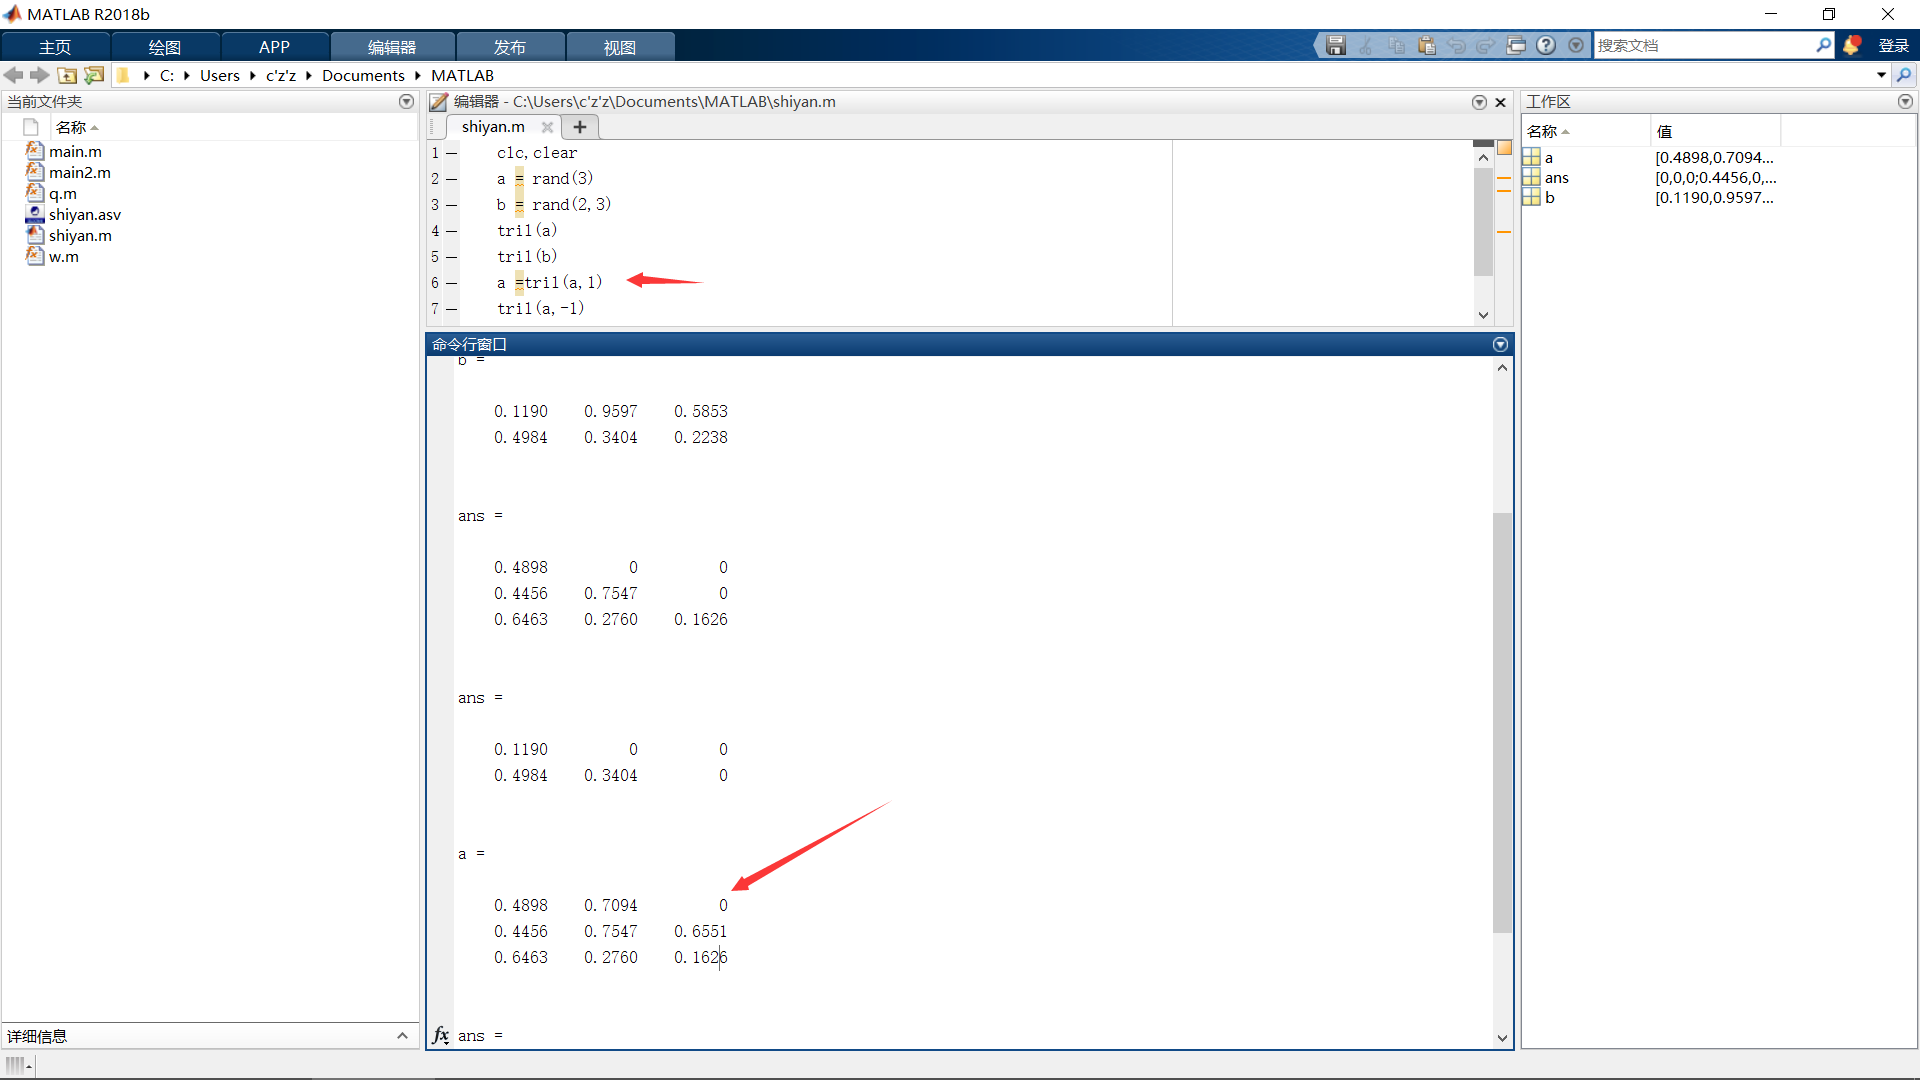 MATLAB R2018b
主页 绘图 APP 编辑器 发布 视图 搜索文档 登录
C: Users c'z'z Documents MATLAB
当前文件夹
名称
main.m
main2.m
q.m
shiyan.asv
shiyan.m
w.m
详细信息
编辑器 - C:\Users\c'z'z\Documents\MATLAB\shiyan.m
shiyan.m
1 — clc,clear
2 — a = rand(3)
3 — b = rand(2,3)
4 — tril(a)
5 — tril(b)
6 — a =tril(a,1)
7 — tril(a,-1)
命令行窗口
b =
0.1190 0.9597 0.5853
0.4984 0.3404 0.2238
ans =
0.4898 0 0
0.4456 0.7547 0
0.6463 0.2760 0.1626
ans =
0.1190 0 0
0.4984 0.3404 0
a =
0.4898 0.7094 0
0.4456 0.7547 0.6551
0.6463 0.2760 0.1626
fx ans =
工作区
名称 值
a [0.4898,0.7094...
ans [0,0,0;0.4456,0,...
b [0.1190,0.9597...